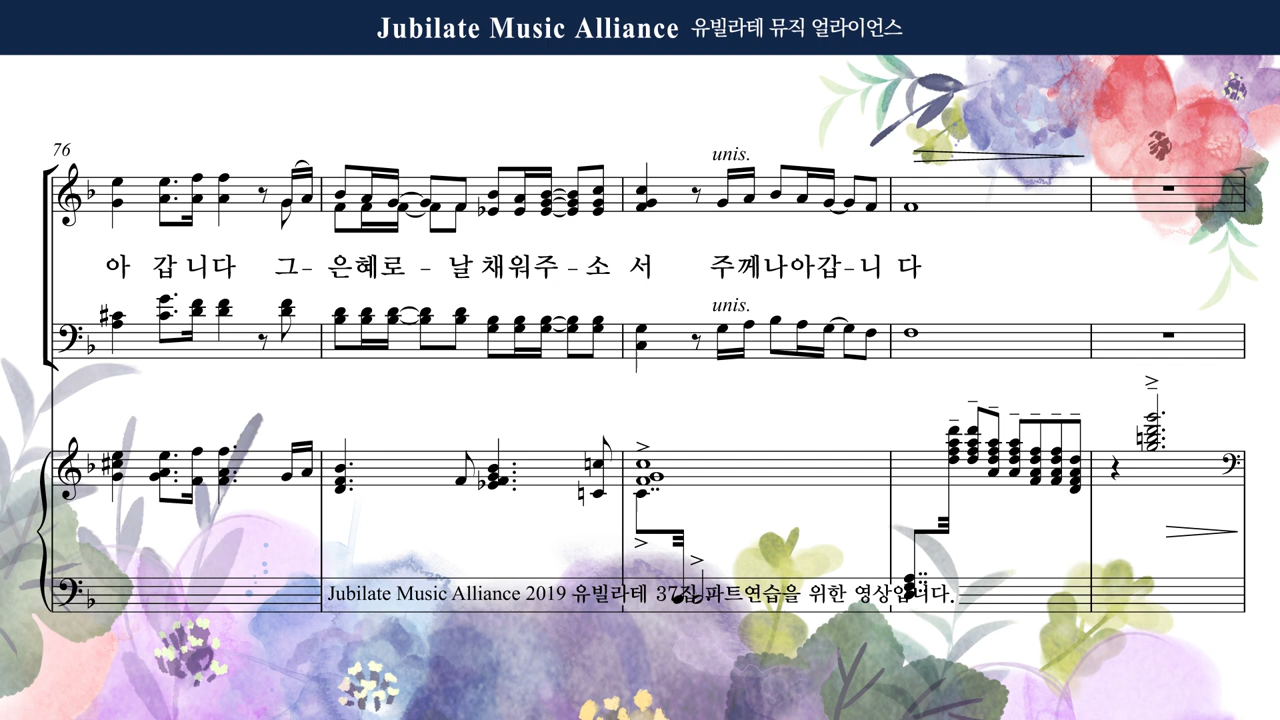 Jubilate Music Alliance 유빌라테 뮤직 얼라이언스
76
unis.
아 갑 니다 그- 은혜로 - 날 채워주 - 소 서 주께나아갑-니 다
unis.
Jubilate Music Alliance 2019 유빌라테 37집 파트연습을 위한 영상입니다.